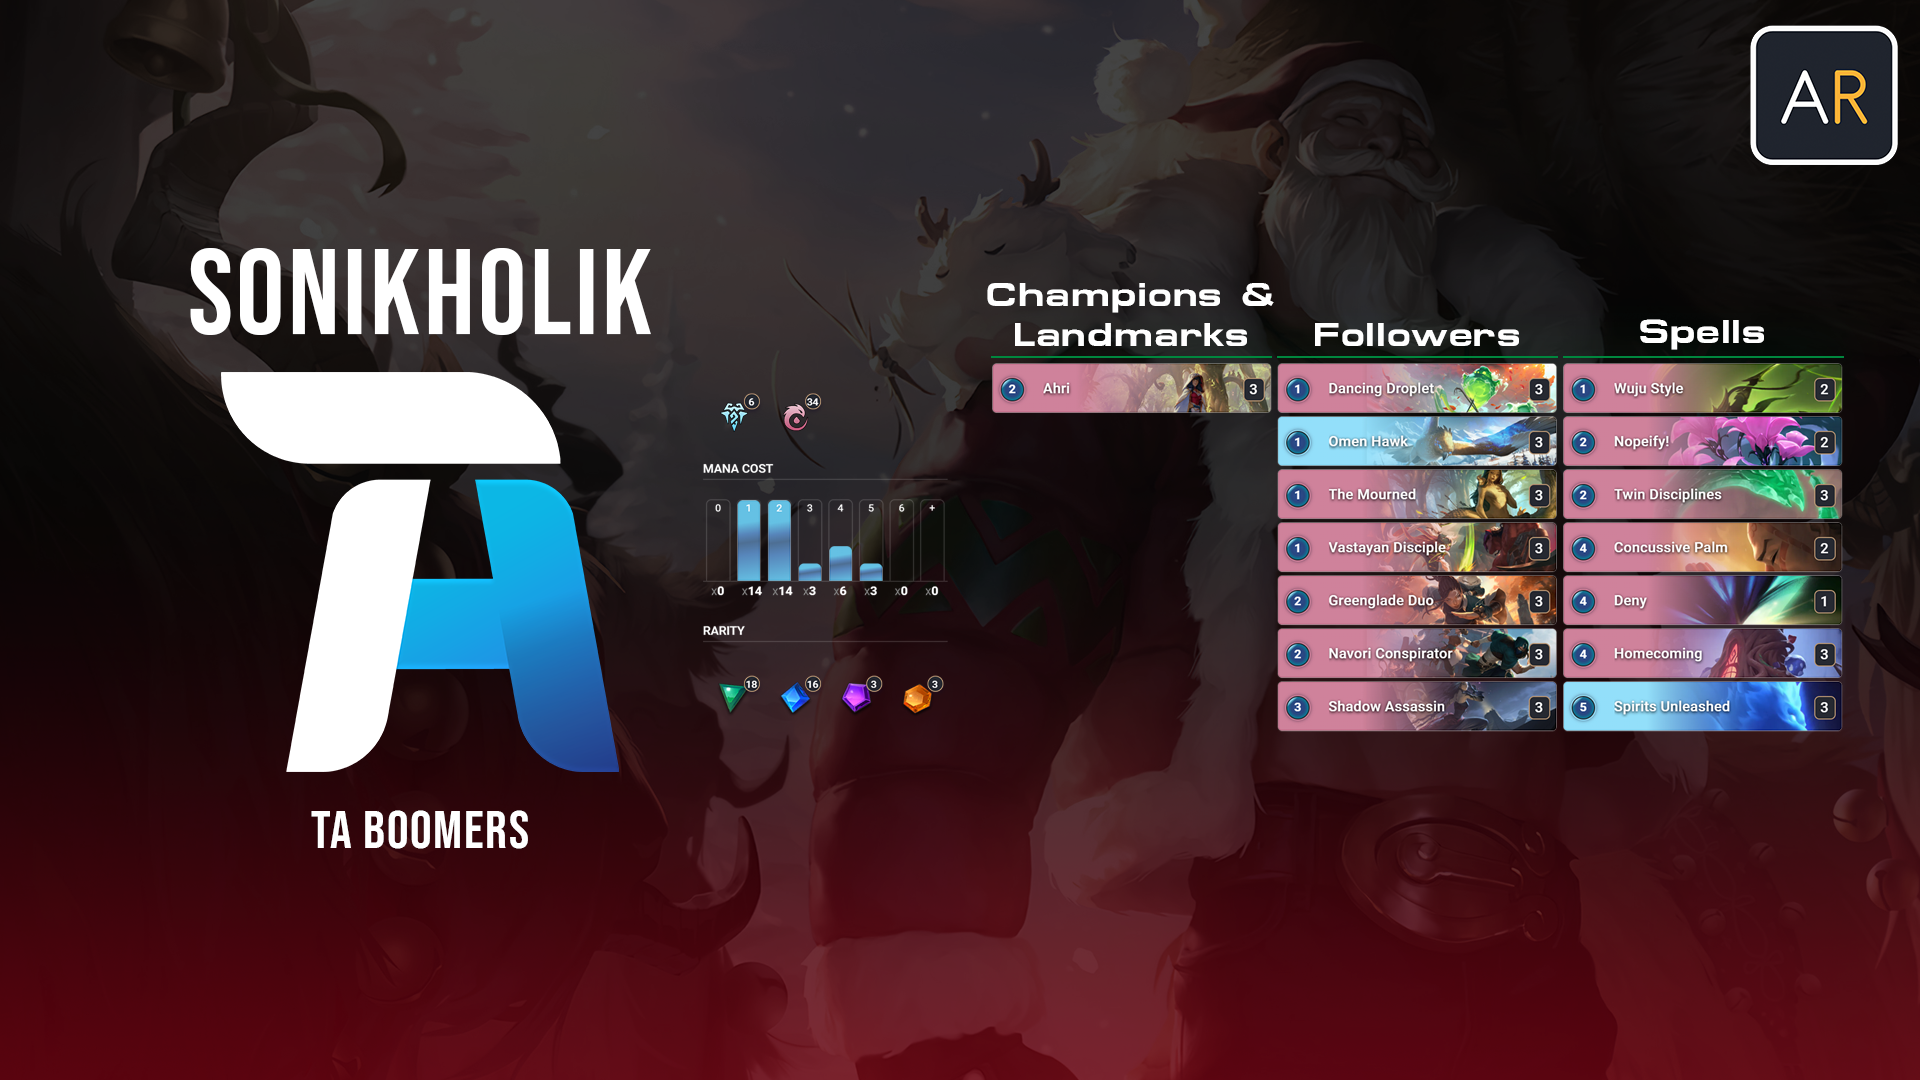 AR
SONIKHOLIK
TA
TA BOOMERS
6 34
MANA COST
0 1 2 3 4 5 6 +
x0 x14 x14 x3 x6 x3 x0 x0
RARITY
18 16 3 3
Champions &
Landmarks
2 Ahri 3
Followers
1 Dancing Droplet 3
1 Omen Hawk 3
1 The Mourned 3
1 Vastayan Disciple 3
2 Greenglade Duo 3
2 Navori Conspirator 3
3 Shadow Assassin 3
Spells
1 Wuju Style 2
2 Nopeify! 2
2 Twin Disciplines 3
4 Concussive Palm 2
4 Deny 1
4 Homecoming 3
5 Spirits Unleashed 3